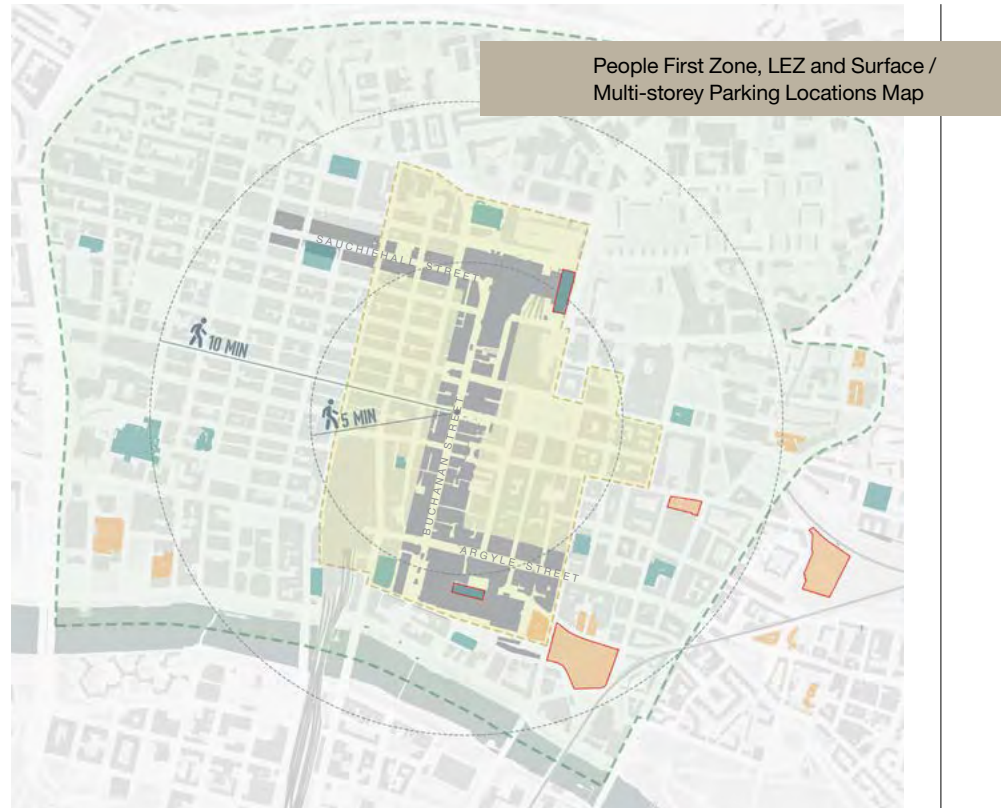 People First Zone, LEZ and Surface /
Multi-storey Parking Locations Map
SAUCHIEHALL STREET
10 MIN
5 MIN
BUCHANAN STREET
ARGYLE STREET